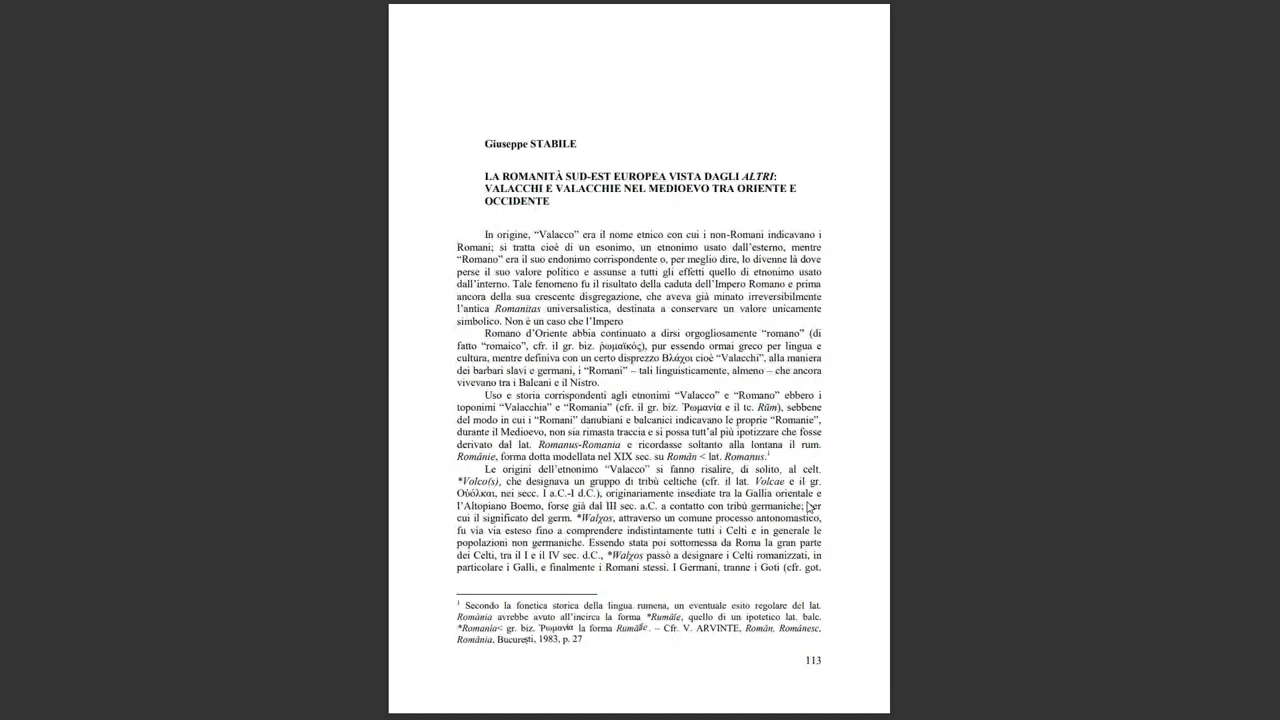 Giuseppe STABILE
LA ROMANITÀ SUD-EST EUROPEA VISTA DAGLI ALTRI:
VALACCHI E VALACCHIE NEL MEDIOEVO TRA ORIENTE E
OCCIDENTE
In origine, “Valacco” era il nome etnico con cui i non-Romani indicavano i
Romani; si tratta cioè di un esonimo, un etnonimo usato dall’esterno, mentre
“Romano” era il suo endonimo corrispondente o, per meglio dire, lo divenne là dove
perse il suo valore politico e assunse a tutti gli effetti quello di etnonimo usato
dall’interno. Tale fenomeno fu il risultato della caduta dell’Impero Romano e prima
ancora della sua crescente disgregazione, che aveva già minato irreversibilmente
l’antica Romanitas universalistica, destinata a conservare un valore unicamente
simbolico. Non è un caso che l’Impero
Romano d’Oriente abbia continuato a dirsi orgogliosamente “romano” (di
fatto “romaico”, cfr. il gr. biz. ῥωμαϊκός), pur essendo ormai greco per lingua e
cultura, mentre definiva con un certo disprezzo Βλάχοι cioè “Valacchi”, alla maniera
dei barbari slavi e germani, i “Romani” – tali linguisticamente, almeno – che ancora
vivevano tra i Balcani e il Nistro.
Uso e storia corrispondenti agli etnonimi “Valacco” e “Romano” ebbero i
toponimi “Valacchia” e “Romània” (cfr. il gr. biz. Ῥωμανία e il tc. Rūm), sebbene
del modo in cui i “Romani” danubiani e balcanici indicavano le proprie “Romanie”,
durante il Medioevo, non sia rimasta traccia e si possa tutt’al più ipotizzare che fosse
derivato dal lat. Romanus-Romania e ricordasse soltanto alla lontana il rum.
Românie, forma dotta modellata nel XIX sec. su Român < lat. Romanus.¹
Le origini dell’etnonimo “Valacco” si fanno risalire, di solito, al celt.
*Volco(s), che designava un gruppo di tribù celtiche (cfr. il lat. Volcae e il gr.
Οὐόλκαι, nei secc. I a.C.-I d.C.), originariamente insediate tra la Gallia orientale e
l’Altopiano Boemo, forse già dal III sec. a.C. a contatto con tribù germaniche; per
cui il significato del germ. *Walχos, attraverso un comune processo antonomastico,
fu via via esteso fino a comprendere indistintamente tutti i Celti e in generale le
popolazioni non germaniche. Essendo stata poi sottomessa da Roma la gran parte
dei Celti, tra il I e il IV sec. d.C., *Walχos passò a designare i Celti romanizzati, in
particolare i Galli, e finalmente i Romani stessi. I Germani, tranne i Goti (cfr. got.
¹ Secondo la fonetica storica della lingua rumena, un eventuale esito regolare del lat.
Romània avrebbe avuto all’incirca la forma *Rumâie, quello di un ipotetico lat. balc.
*Romanìa< gr. biz. Ῥωμανία la forma – Cfr. V. ARVINTE, Român, Românesc,
România, București, 1983, p. 27
113